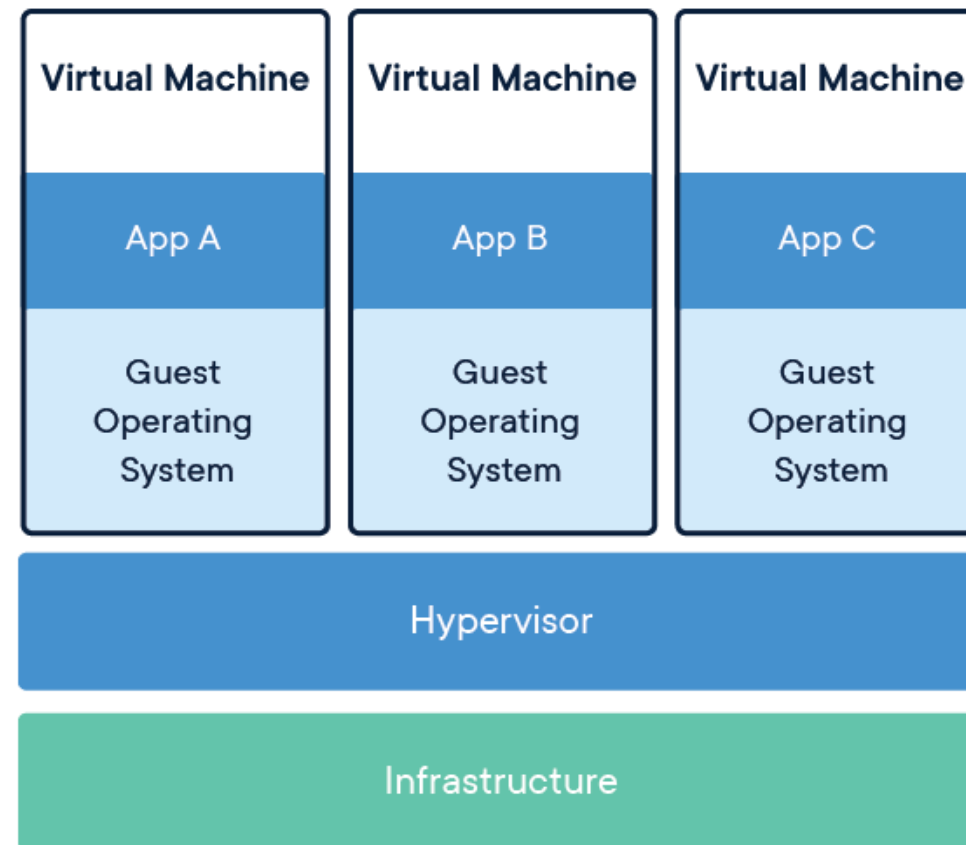 Virtual Machine
Virtual Machine
Virtual Machine
App A
App B
App C
Guest
Operating
System
Guest
Operating
System
Guest
Operating
System
Hypervisor
Infrastructure